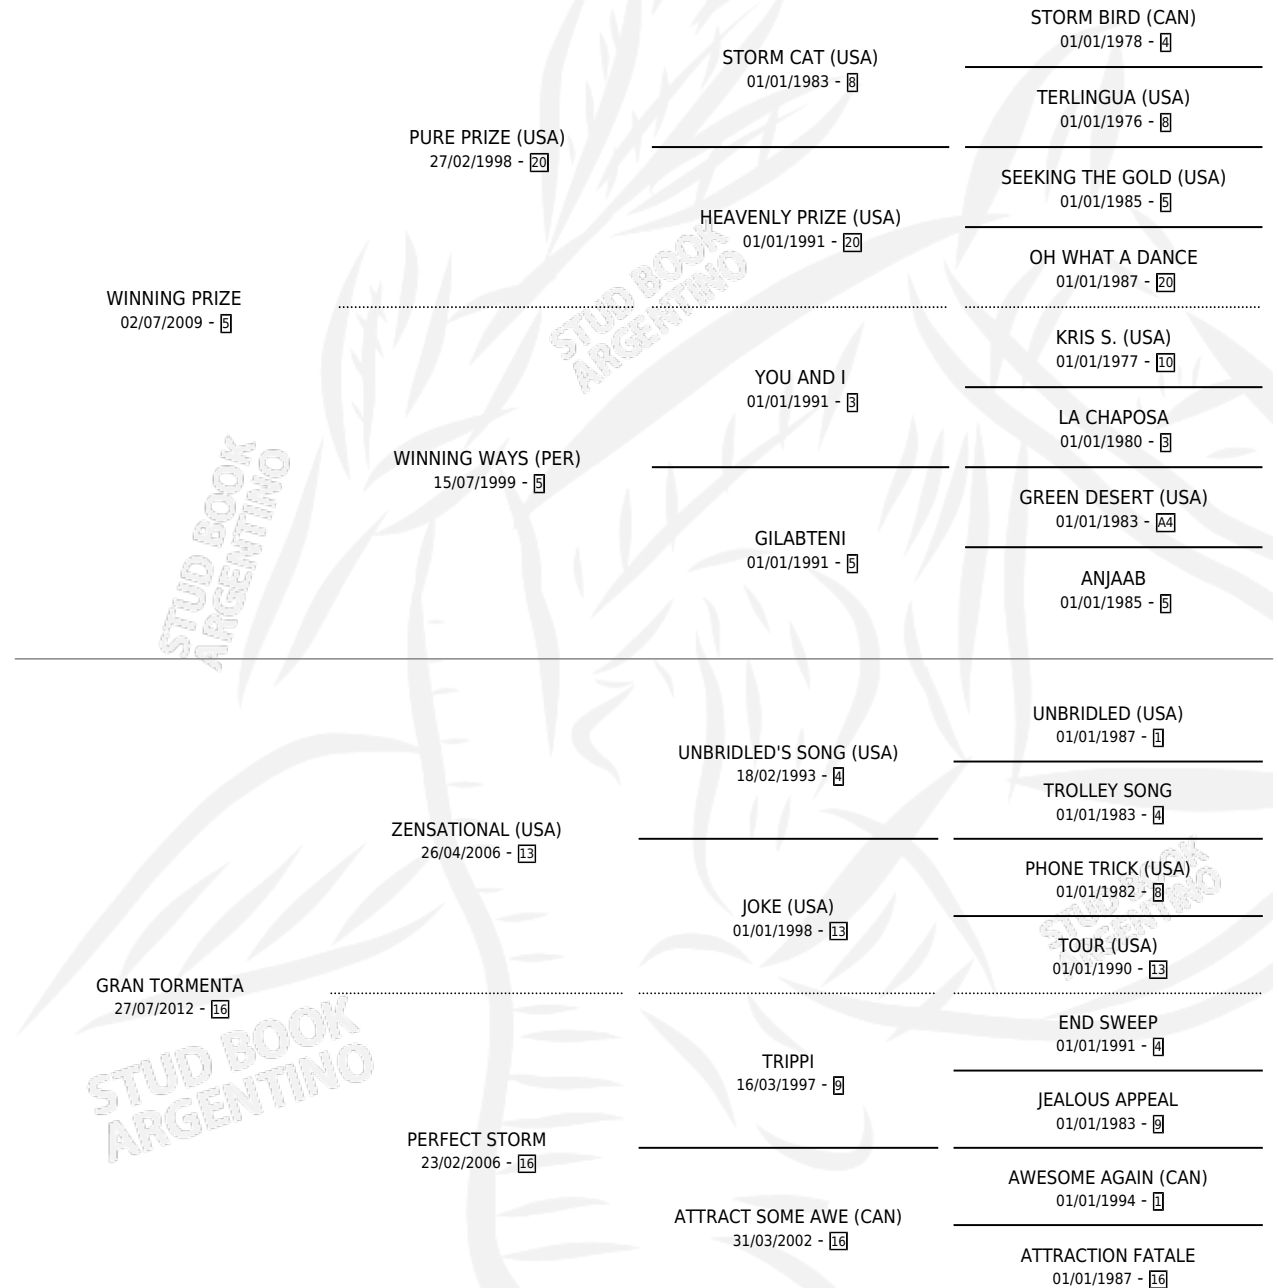 STORM BIRD (CAN)
01/01/1978 - 4
STORM CAT (USA)
01/01/1983 - 8
TERLINGUA (USA)
01/01/1976 - 8
PURE PRIZE (USA)
27/02/1998 - 20
SEEKING THE GOLD (USA)
01/01/1985 - 5
HEAVENLY PRIZE (USA)
01/01/1991 - 20
OH WHAT A DANCE
01/01/1987 - 20
WINNING PRIZE
02/07/2009 - 5
KRIS S. (USA)
01/01/1977 - 10
YOU AND I
01/01/1991 - 3
LA CHAPOSA
01/01/1980 - 3
WINNING WAYS (PER)
15/07/1999 - 5
GREEN DESERT (USA)
01/01/1983 - A4
GILABTENI
01/01/1991 - 5
ANJAAB
01/01/1985 - 5
UNBRIDLED (USA)
01/01/1987 - 1
UNBRIDLED'S SONG (USA)
18/02/1993 - 4
TROLLEY SONG
01/01/1983 - 4
ZENSATIONAL (USA)
26/04/2006 - 13
PHONE TRICK (USA)
01/01/1982 - 8
JOKE (USA)
01/01/1998 - 13
TOUR (USA)
01/01/1990 - 13
GRAN TORMENTA
27/07/2012 - 16
END SWEEP
01/01/1991 - 4
TRIPPI
16/03/1997 - 9
JEALOUS APPEAL
01/01/1983 - 9
PERFECT STORM
23/02/2006 - 16
AWESOME AGAIN (CAN)
01/01/1994 - 1
ATTRACT SOME AWE (CAN)
31/03/2002 - 16
ATTRACTION FATALE
01/01/1987 - 16
STUD BOOK
ARGENTINO
STUD BOOK
ARGENTINO
STUD BOOK
ARGENTINO
STUD BOOK
ARGENTINO